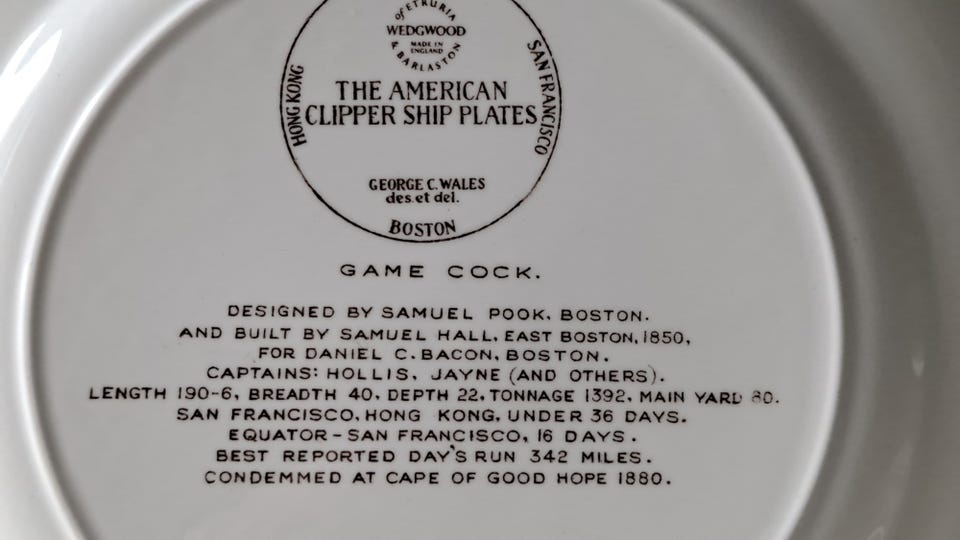 of ETRURIA
WEDGWOOD
MADE IN
ENGLAND
& BARLASTON
HONG KONG
SAN FRANCISCO
THE AMERICAN
CLIPPER SHIP PLATES
GEORGE C. WALES
des. et del.
BOSTON
GAME COCK.
DESIGNED BY SAMUEL POOK, BOSTON.
AND BUILT BY SAMUEL HALL, EAST BOSTON, 1850,
FOR DANIEL C. BACON, BOSTON.
CAPTAINS: HOLLIS, JAYNE (AND OTHERS).
LENGTH 190-6, BREADTH 40, DEPTH 22, TONNAGE 1392, MAIN YARD 80.
SAN FRANCISCO, HONG KONG, UNDER 36 DAYS.
EQUATOR - SAN FRANCISCO, 16 DAYS.
BEST REPORTED DAY'S RUN 342 MILES.
CONDEMMED AT CAPE OF GOOD HOPE 1880.